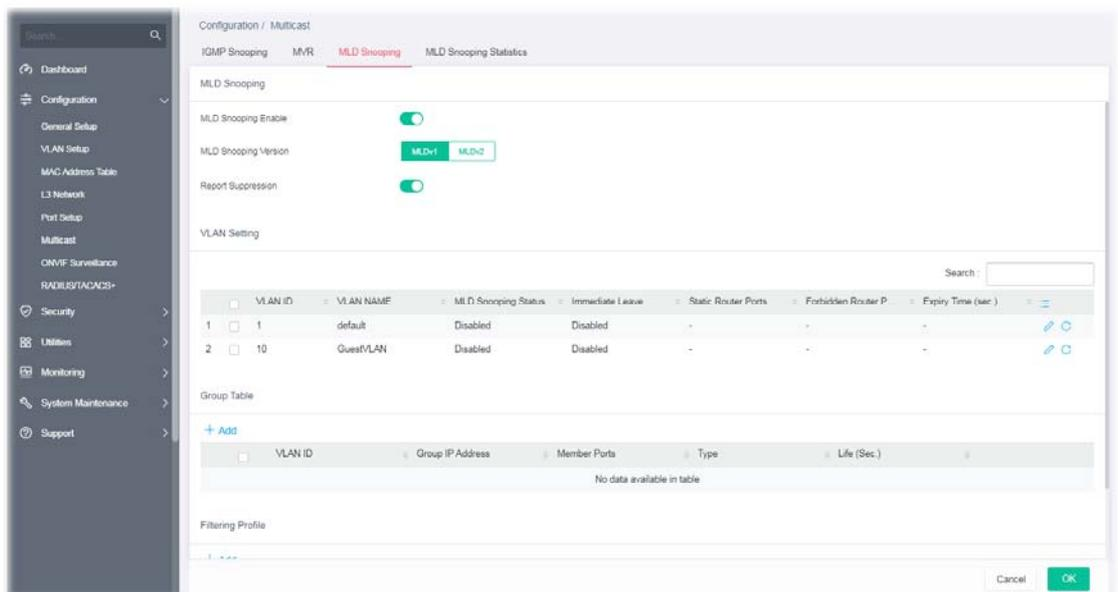 Search...
Configuration / Multicast
IGMP Snooping MVR MLD Snooping MLD Snooping Statistics
Dashboard
Configuration
General Setup
VLAN Setup
MAC Address Table
L3 Network
Port Setup
Multicast
ONVIF Surveillance
RADIUS/TACACS+
Security
Utilities
Monitoring
System Maintenance
Support
MLD Snooping
MLD Snooping Enable
MLD Snooping Version MLDv1 MLDv2
Report Suppression
VLAN Setting
Search :
VLAN ID VLAN NAME MLD Snooping Status Immediate Leave Static Router Ports Forbidden Router P... Expiry Time (sec.)
1 1 default Disabled Disabled - - -
2 10 GuestVLAN Disabled Disabled - - -
Group Table
+ Add
VLAN ID Group IP Address Member Ports Type Life (Sec.)
No data available in table
Filtering Profile
Cancel OK